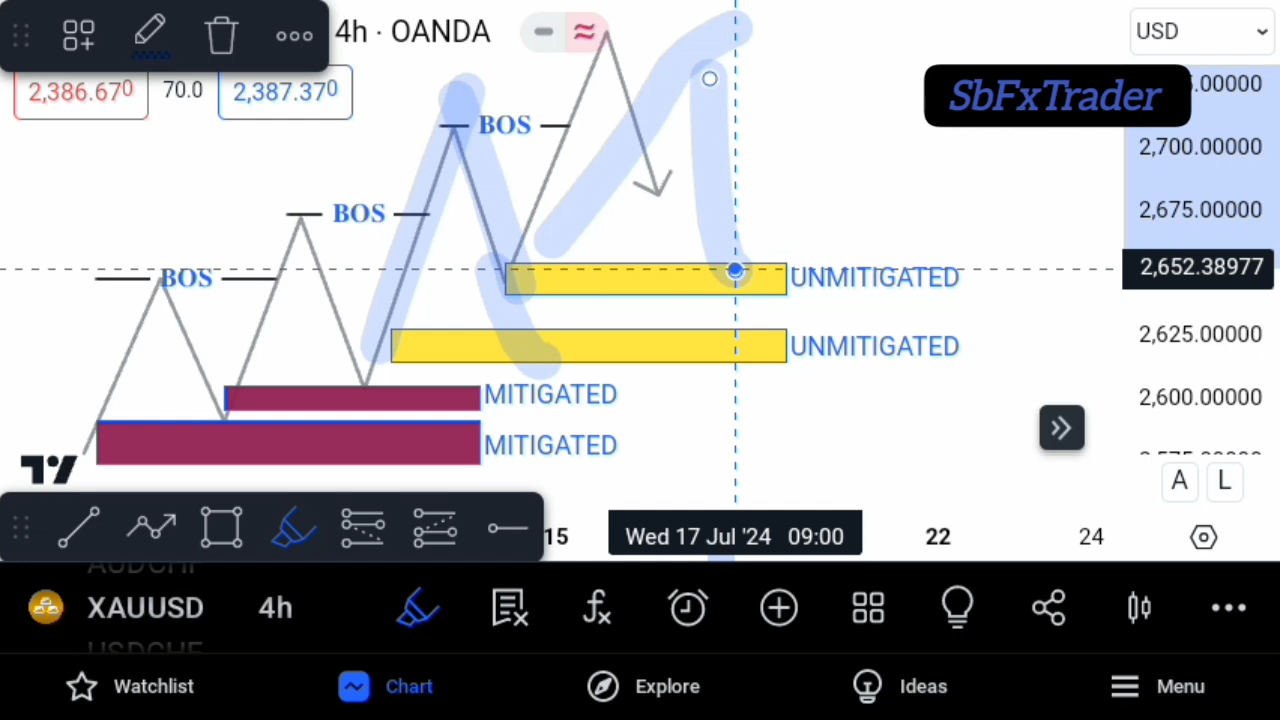 4h · OANDA
USD
2,386.670
70.0
2,387.370
SbFxTrader
5.00000
BOS
2,700.00000
2,675.00000
BOS
2,652.38977
BOS
UNMITIGATED
2,625.00000
UNMITIGATED
2,600.00000
MITIGATED
MITIGATED
A L
15
Wed 17 Jul '24 09:00
22
24
XAUUSD
4h
Watchlist
Chart
Explore
Ideas
Menu